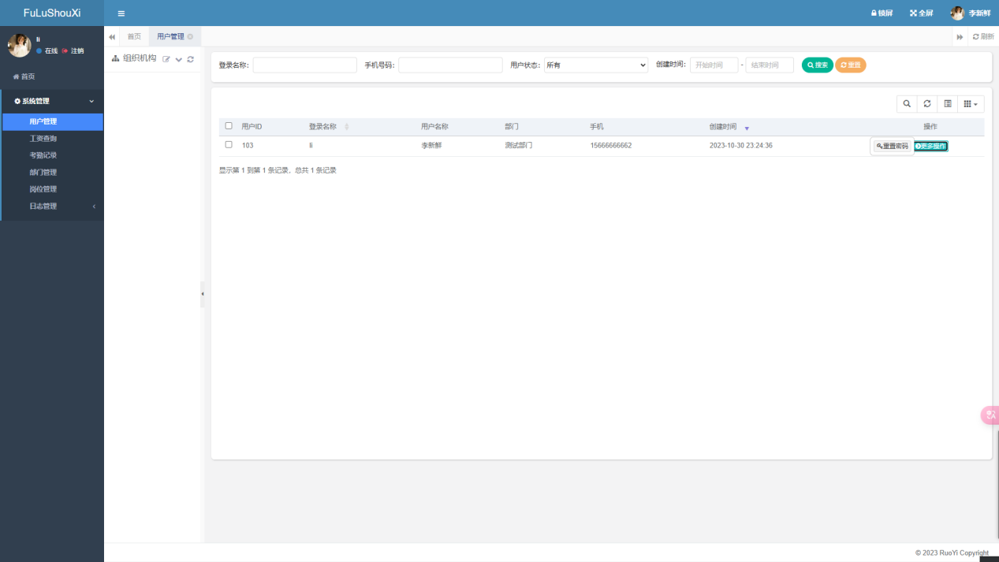 FuLuShouXi
锁屏 全屏 李新鲜
li
在线 注销
首页 用户管理 刷新
组织机构
首页
系统管理
用户管理
工资查询
考勤记录
部门管理
岗位管理
日志管理
登录名称: 手机号码: 用户状态: 所有 创建时间: 开始时间 - 结束时间 搜索 重置
用户ID 登录名称 用户名称 部门 手机 创建时间 操作
103 li 李新鲜 测试部门 15666666662 2023-10-30 23:24:36 重置密码 更多操作
显示第 1 到第 1 条记录，总共 1 条记录
© 2023 RuoYi Copyright